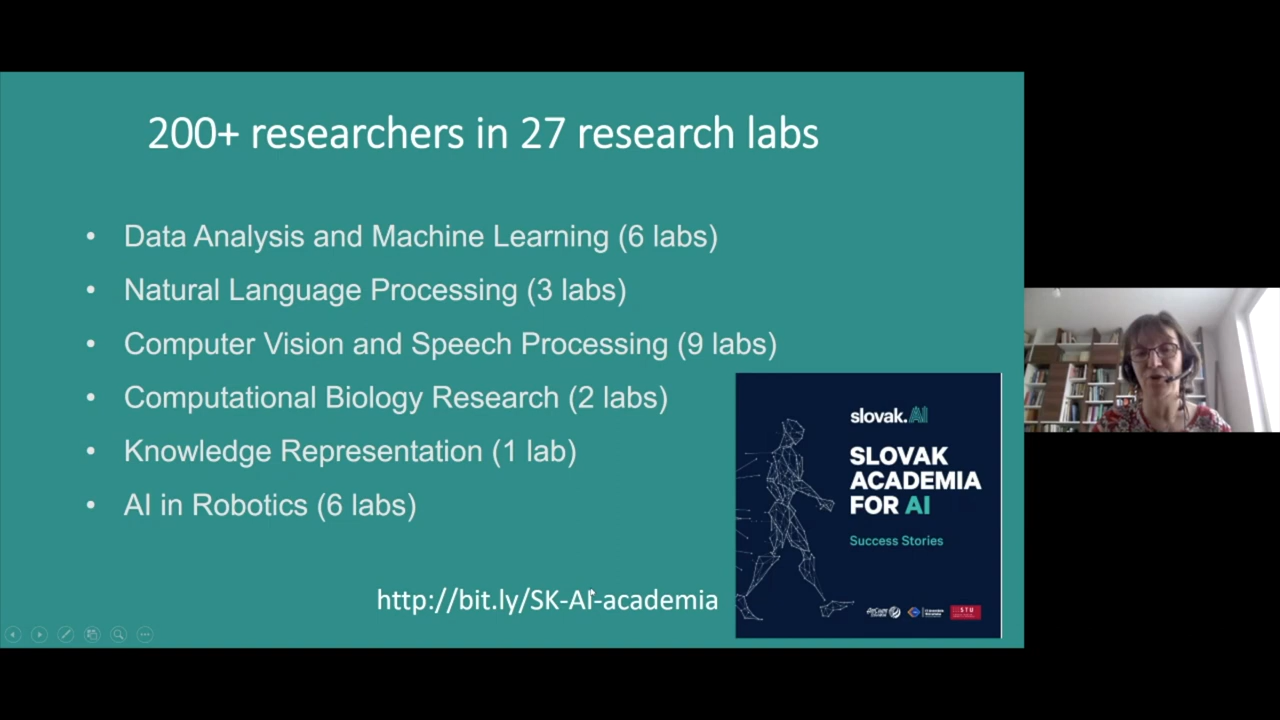 200+ researchers in 27 research labs
• Data Analysis and Machine Learning (6 labs)
• Natural Language Processing (3 labs)
• Computer Vision and Speech Processing (9 labs)
• Computational Biology Research (2 labs)
• Knowledge Representation (1 lab)
• AI in Robotics (6 labs)
http://bit.ly/SK-AI-academia
slovak.AI
SLOVAK
ACADEMIA
FOR AI
Success Stories
STU